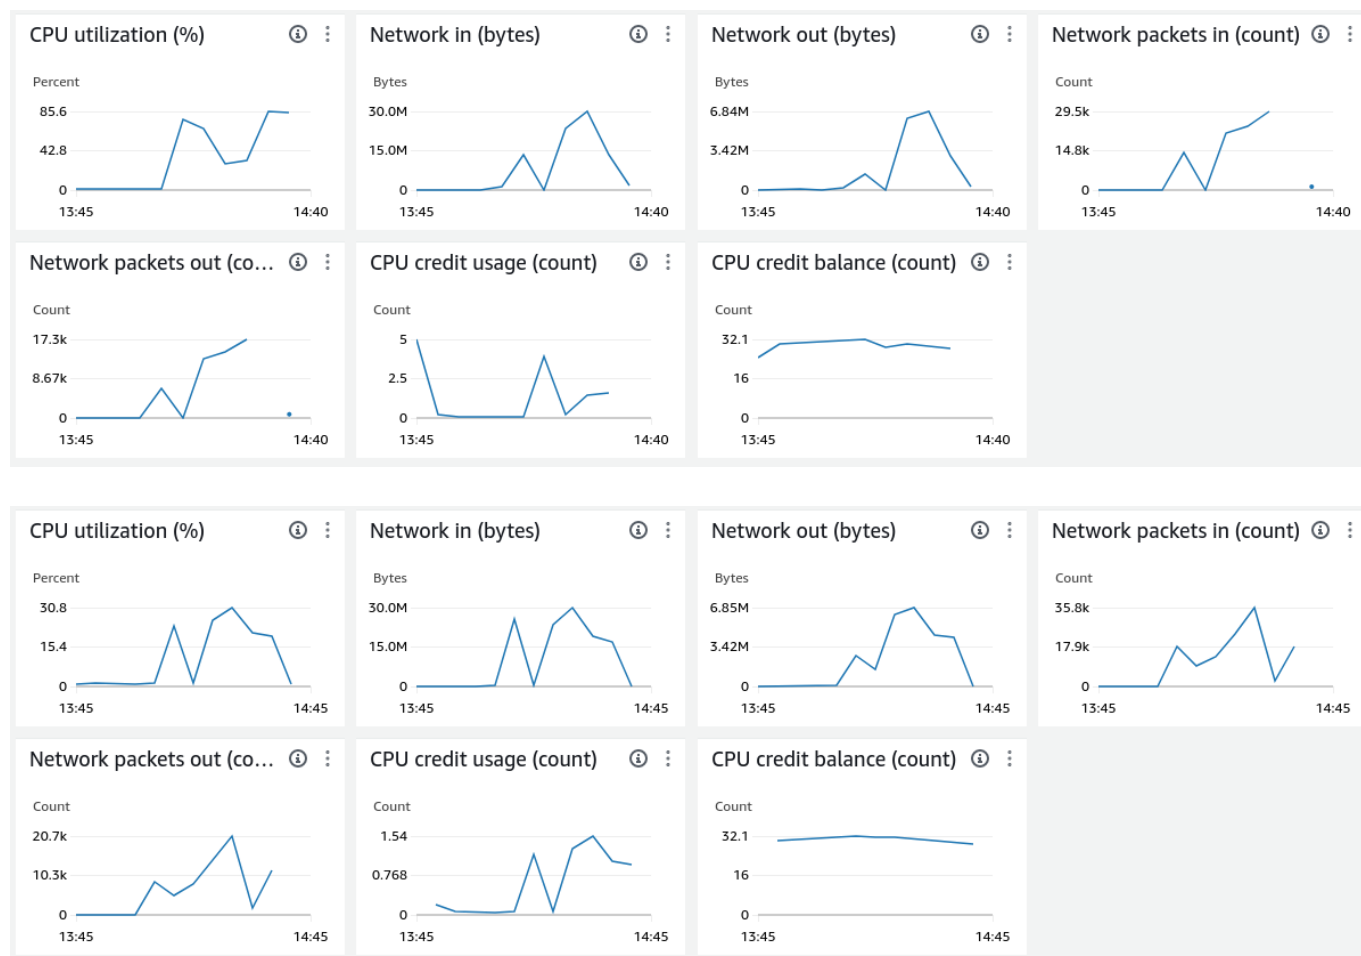 CPU utilization (%)
Percent
85.6
42.8
0
13:45 14:40
Network in (bytes)
Bytes
30.0M
15.0M
0
13:45 14:40
Network out (bytes)
Bytes
6.84M
3.42M
0
13:45 14:40
Network packets in (count)
Count
29.5k
14.8k
0
13:45 14:40
Network packets out (co...
Count
17.3k
8.67k
0
13:45 14:40
CPU credit usage (count)
Count
5
2.5
0
13:45 14:40
CPU credit balance (count)
Count
32.1
16
0
13:45 14:40
CPU utilization (%)
Percent
30.8
15.4
0
13:45 14:45
Network in (bytes)
Bytes
30.0M
15.0M
0
13:45 14:45
Network out (bytes)
Bytes
6.85M
3.42M
0
13:45 14:45
Network packets in (count)
Count
35.8k
17.9k
0
13:45 14:45
Network packets out (co...
Count
20.7k
10.3k
0
13:45 14:45
CPU credit usage (count)
Count
1.54
0.768
0
13:45 14:45
CPU credit balance (count)
Count
32.1
16
0
13:45 14:45